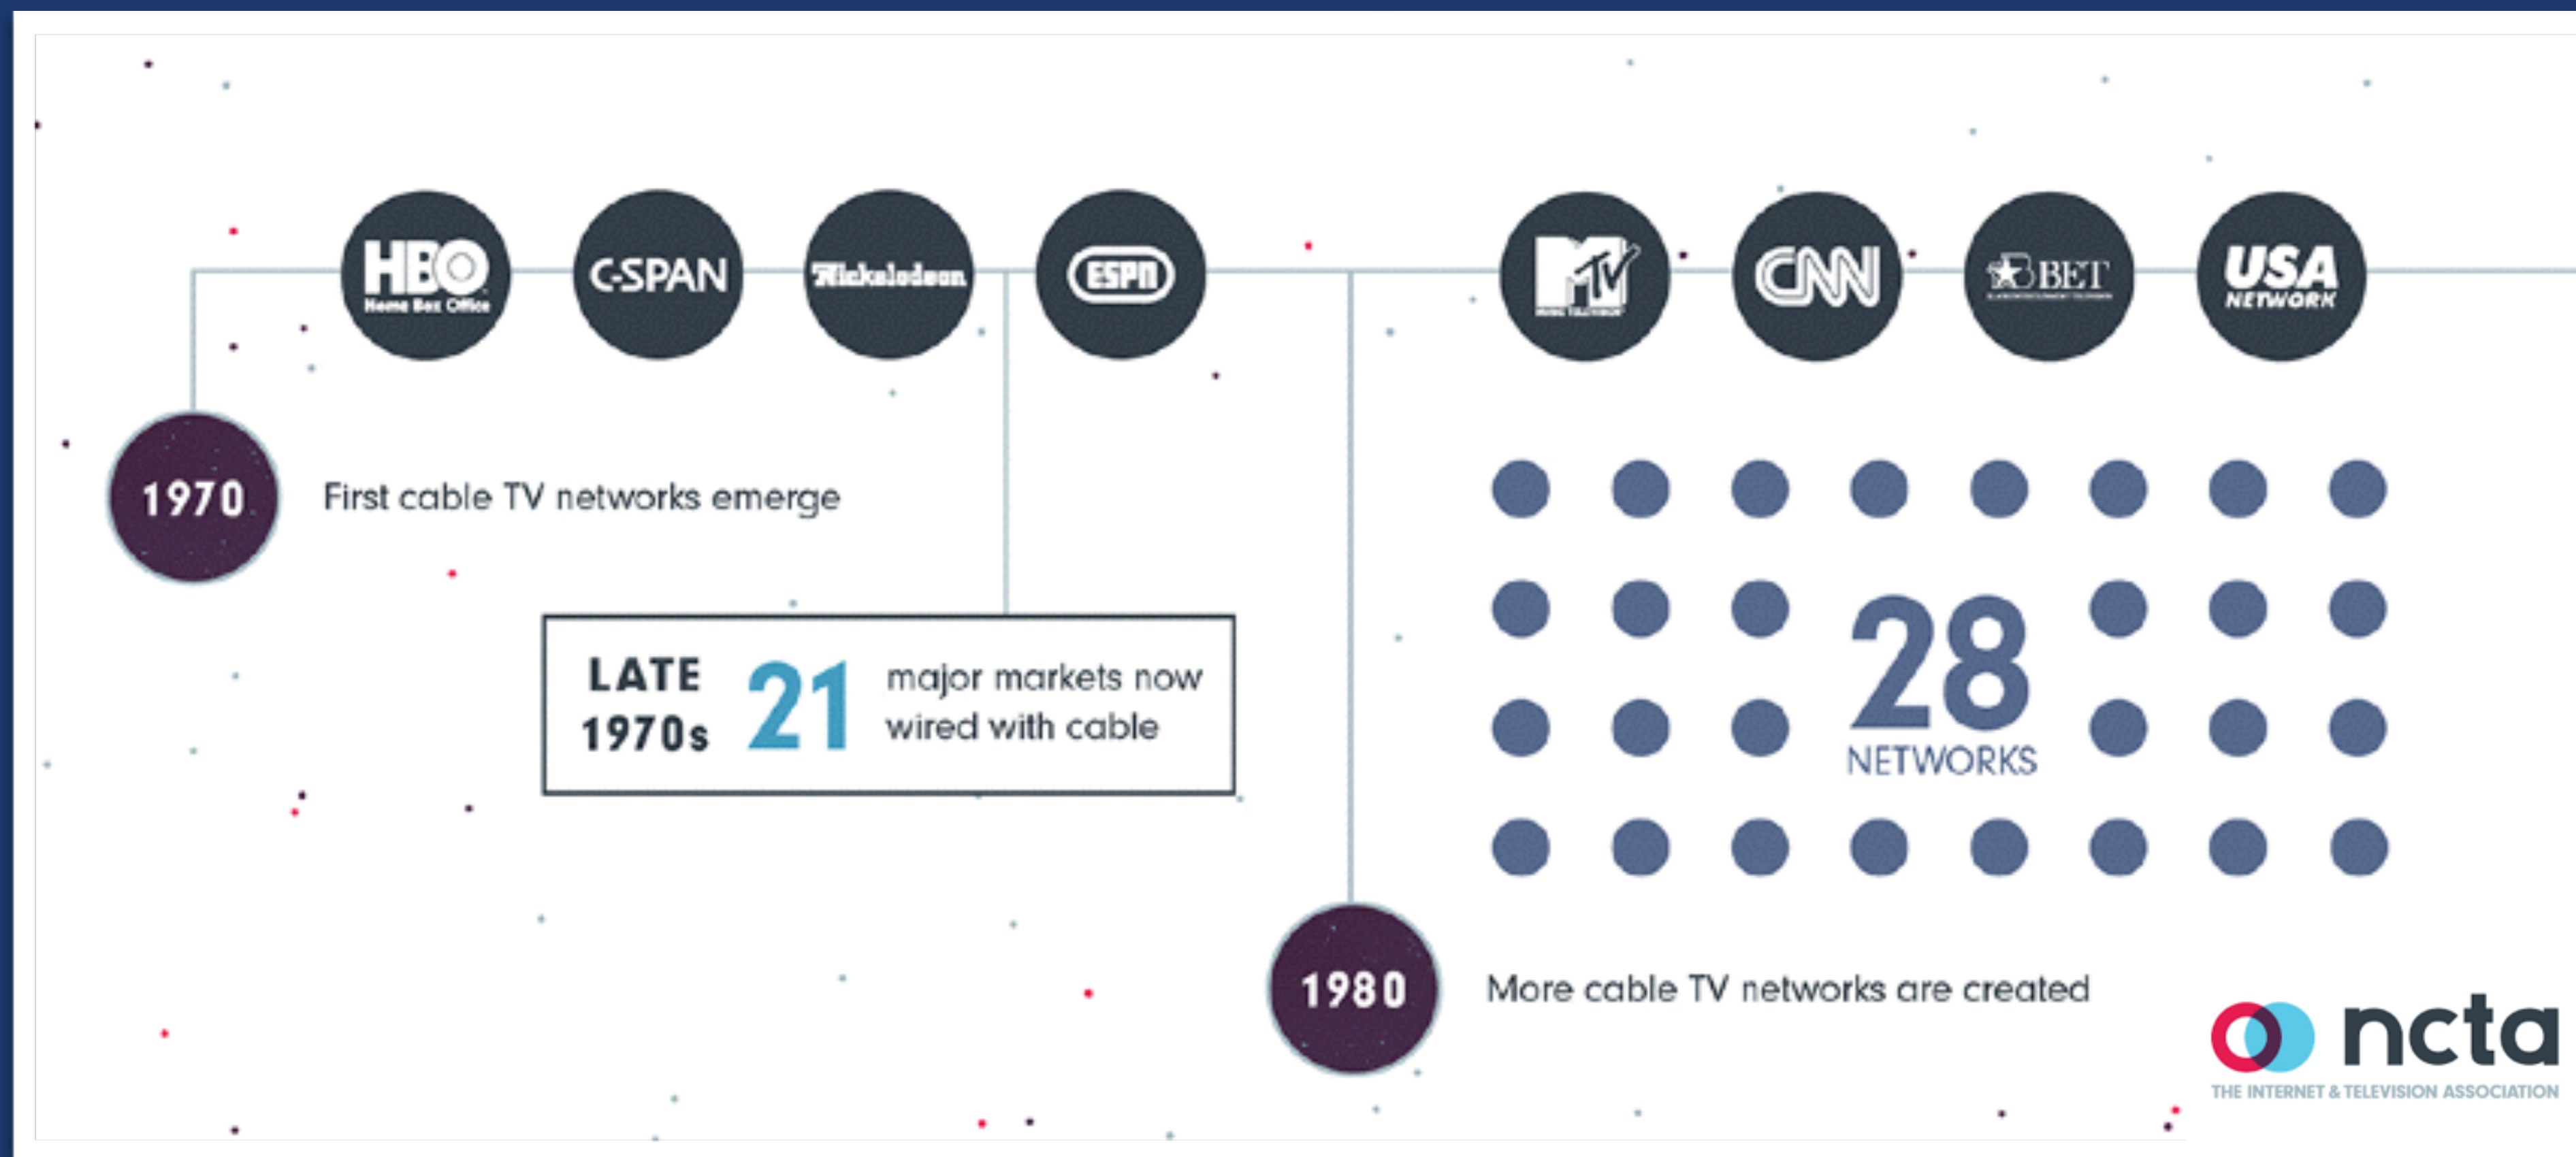 HBO
Home Box Office
C-SPAN
Nickelodeon
ESPN
MTV
MUSIC TELEVISION
CNN
BET
USA
NETWORK
1970
First cable TV networks emerge
LATE
1970s
21
major markets now
wired with cable
28
NETWORKS
1980
More cable TV networks are created
ncta
THE INTERNET & TELEVISION ASSOCIATION